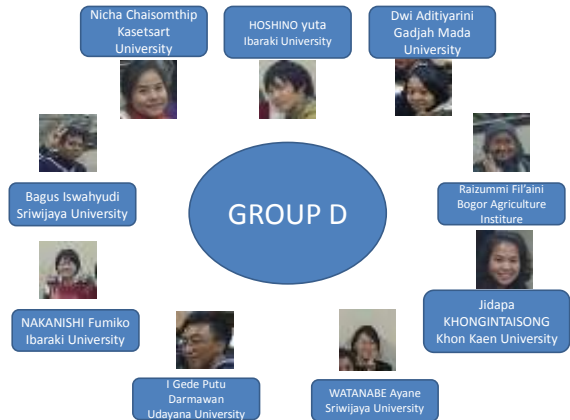 Nicha Chaisomthip
Kasetsart
University
HOSHINO yuta
Ibaraki University
Dwi Aditiyarini
Gadjah Mada
University
Bagus Iswahyudi
Sriwijaya University
GROUP D
Raizummi Fil'aini
Bogor Agriculture
Institure
NAKANISHI Fumiko
Ibaraki University
Jidapa
KHONGINTAISONG
Khon Kaen University
I Gede Putu
Darmawan
Udayana University
WATANABE Ayane
Sriwijaya University